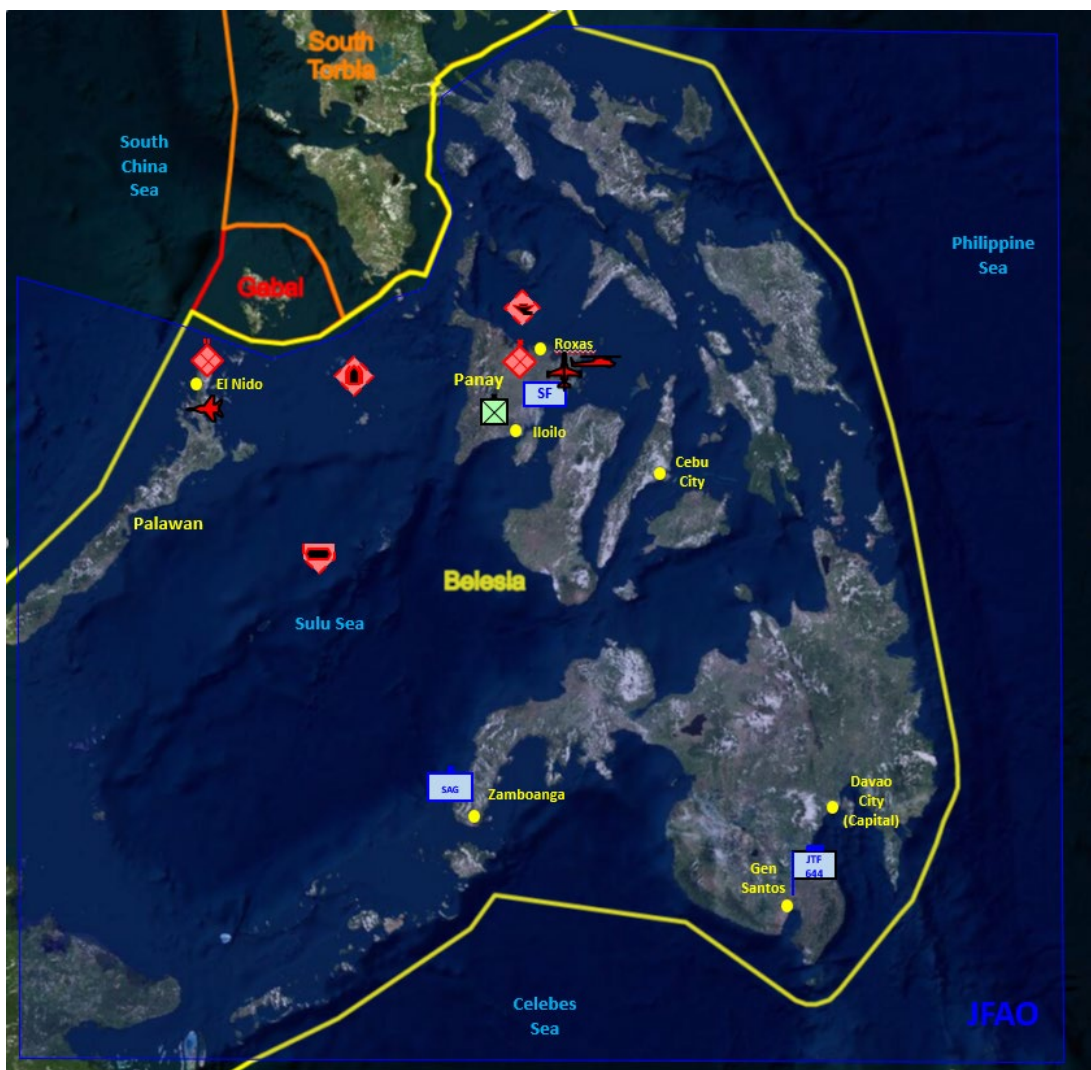 South
Torbia
South
China
Sea
Philippine
Sea
Gabal
Roxas
El Nido
Panay
SF
Iloilo
Cebu
City
Palawan
Belesia
Sulu Sea
SAG
Zamboanga
Davao
City
(Capital)
JTF
644
Gen
Santos
Celebes
Sea
JFAO